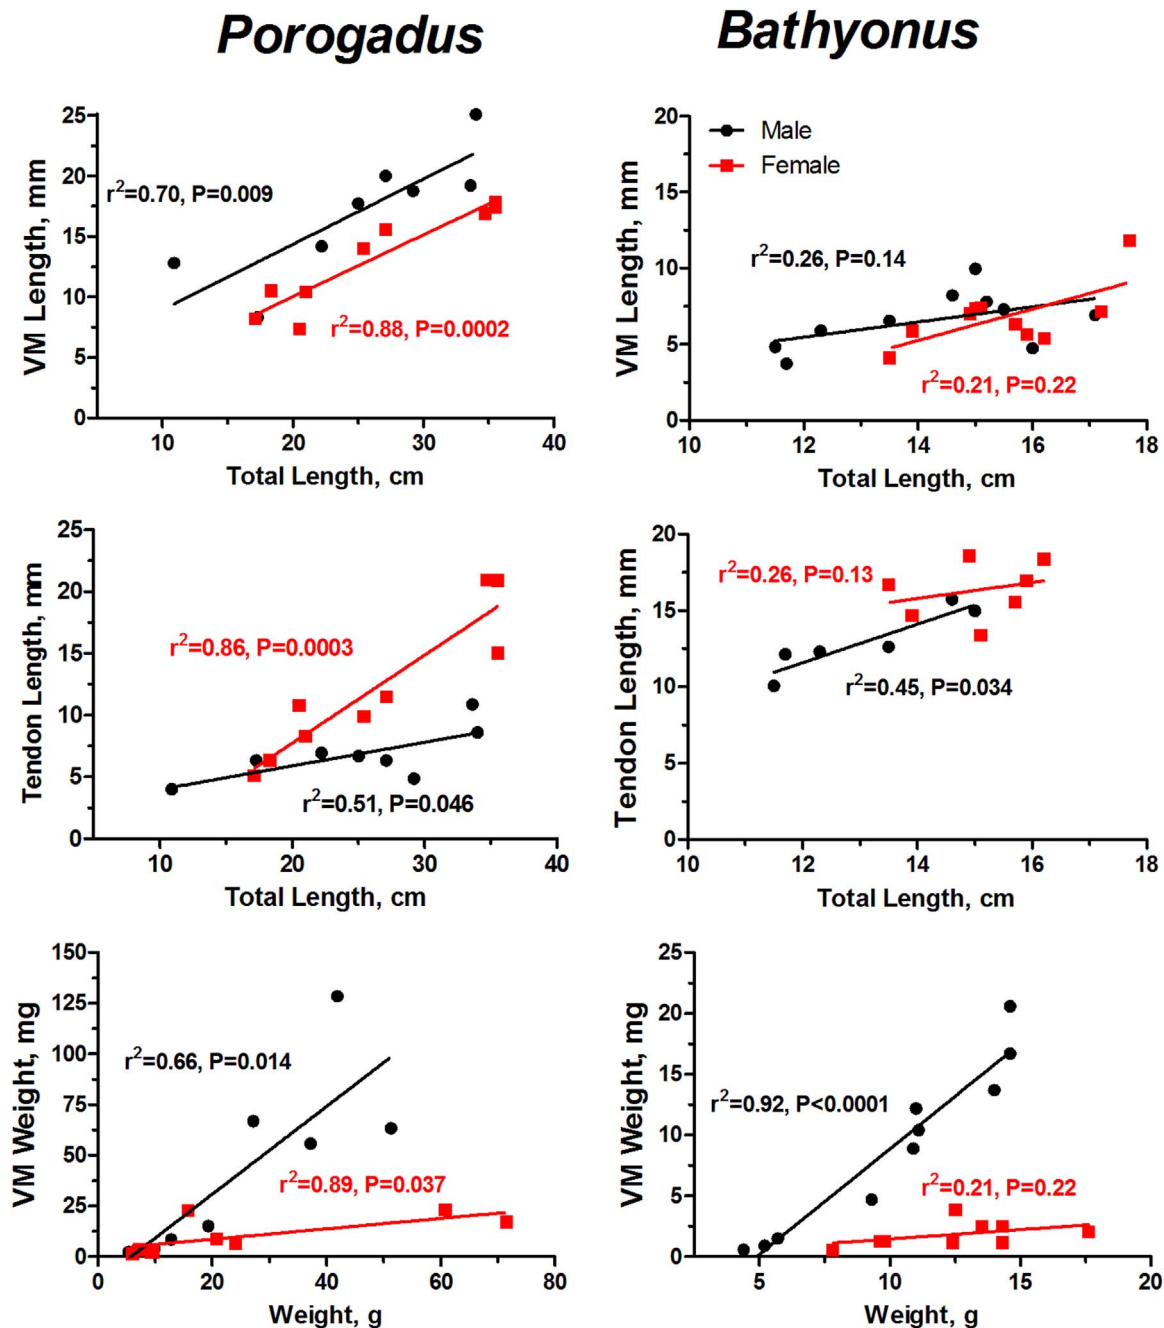 Porogadus
Bathyonus
25
20
15
10
5
0
VM Length, mm
r²=0.70, P=0.009
r²=0.88, P=0.0002
10 20 30 40
Total Length, cm
20
15
10
5
0
VM Length, mm
Male
Female
r²=0.26, P=0.14
r²=0.21, P=0.22
10 12 14 16 18
Total Length, cm
25
20
15
10
5
0
Tendon Length, mm
r²=0.86, P=0.0003
r²=0.51, P=0.046
10 20 30 40
Total Length, cm
20
15
10
5
0
Tendon Length, mm
r²=0.26, P=0.13
r²=0.45, P=0.034
10 12 14 16 18
Total Length, cm
150
125
100
75
50
25
0
VM Weight, mg
r²=0.66, P=0.014
r²=0.89, P=0.037
0 20 40 60 80
Weight, g
25
20
15
10
5
0
VM Weight, mg
r²=0.92, P<0.0001
r²=0.21, P=0.22
5 10 15 20
Weight, g